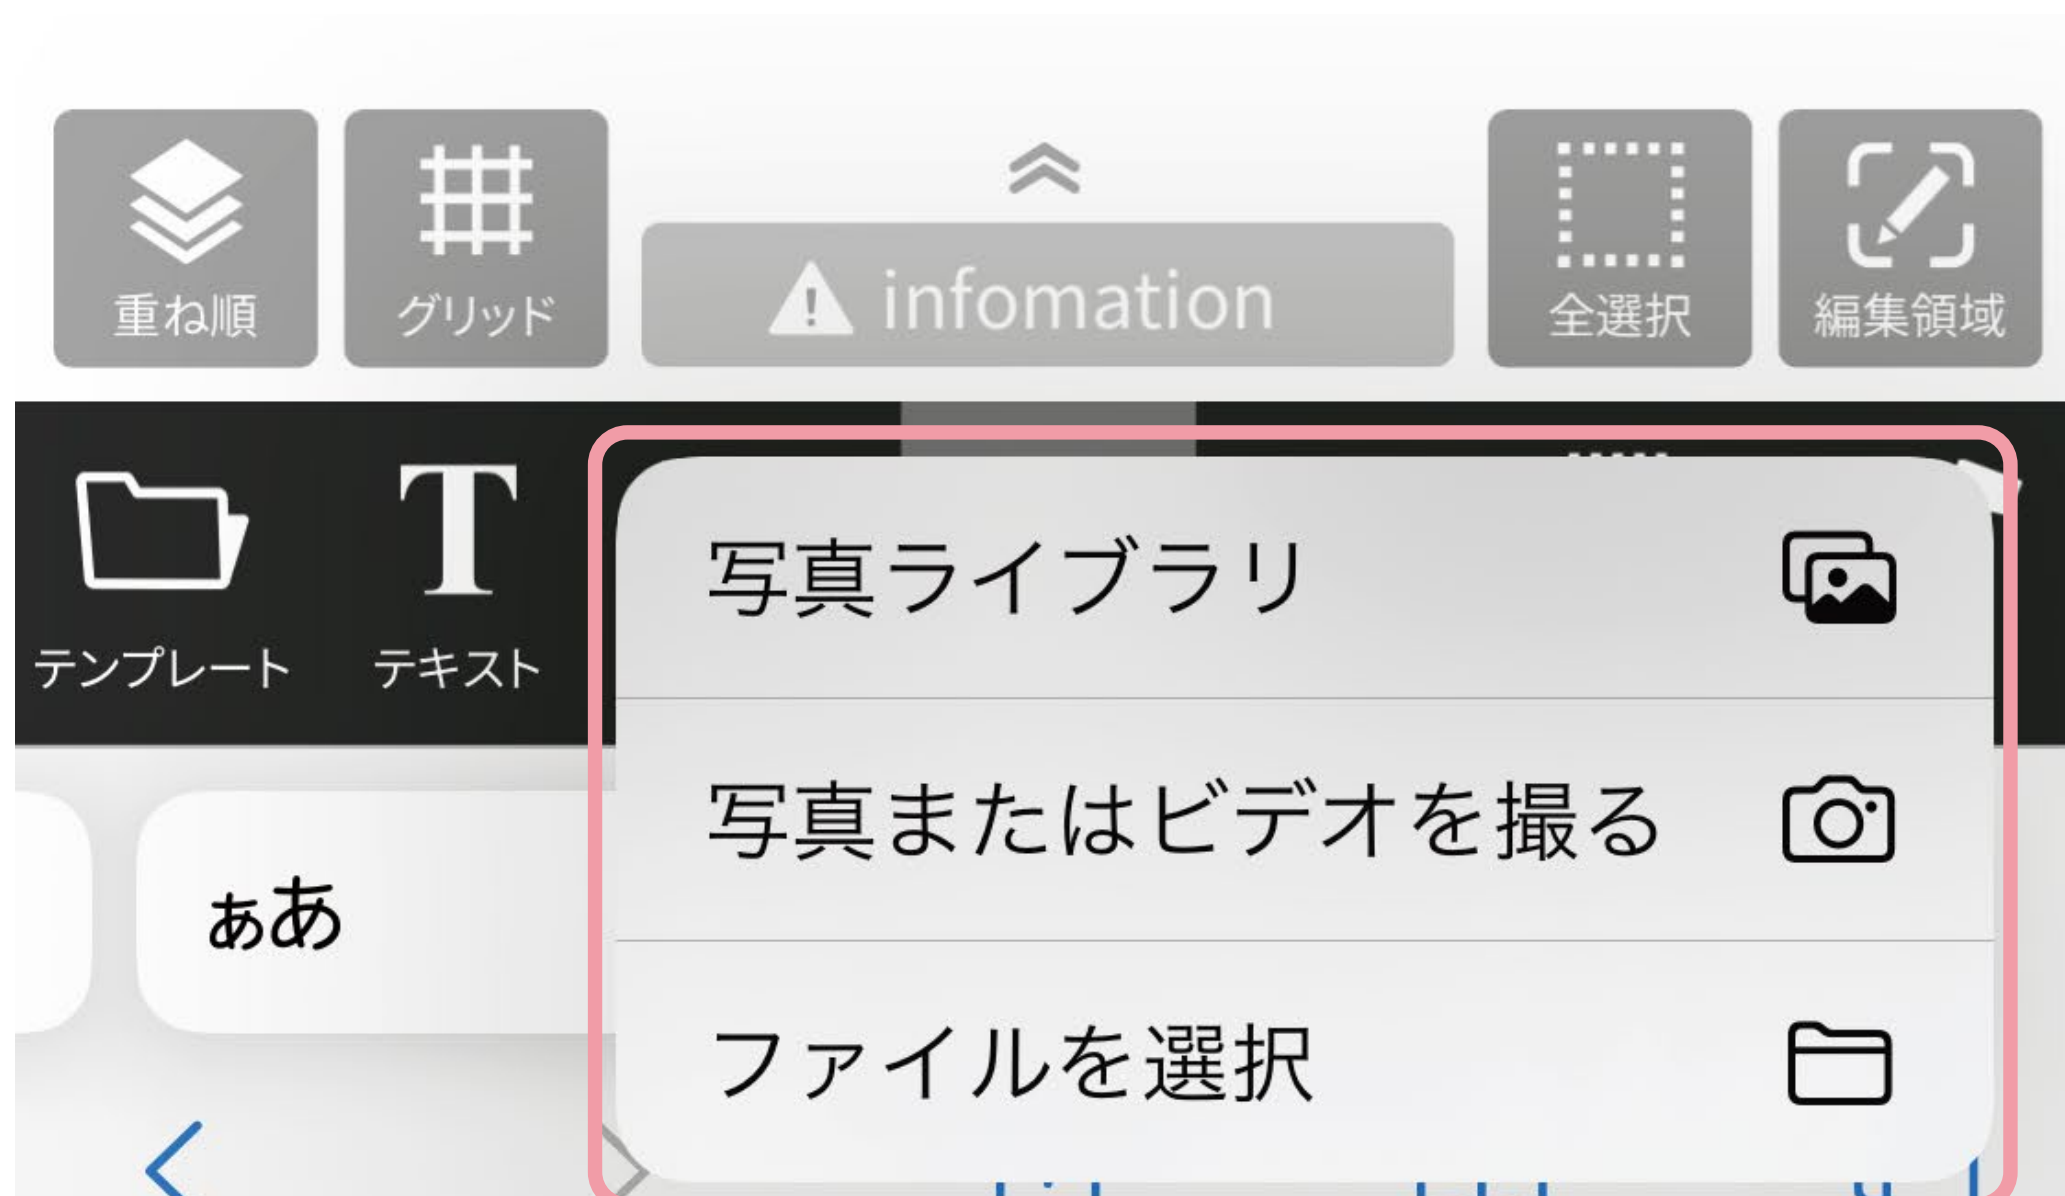 重ね順
グリッド
infomation
全選択
編集領域
テンプレート
テキスト
写真ライブラリ
写真またはビデオを撮る
ファイルを選択
ぁあ